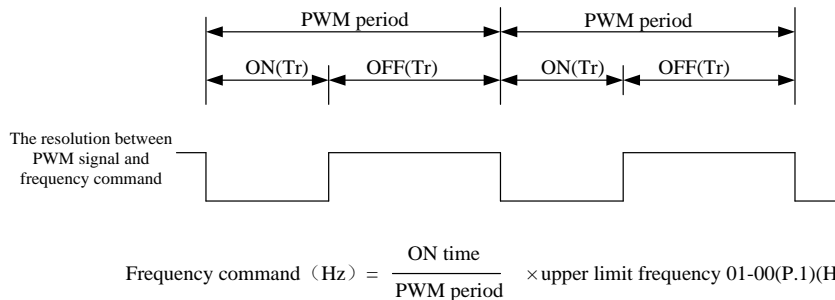 PWM period PWM period
ON(Tr) OFF(Tr) ON(Tr) OFF(Tr)
The resolution between
PWM signal and
frequency command
Frequency command（Hz）= ON time
PWM period
×upper limit frequency 01-00(P.1)(H